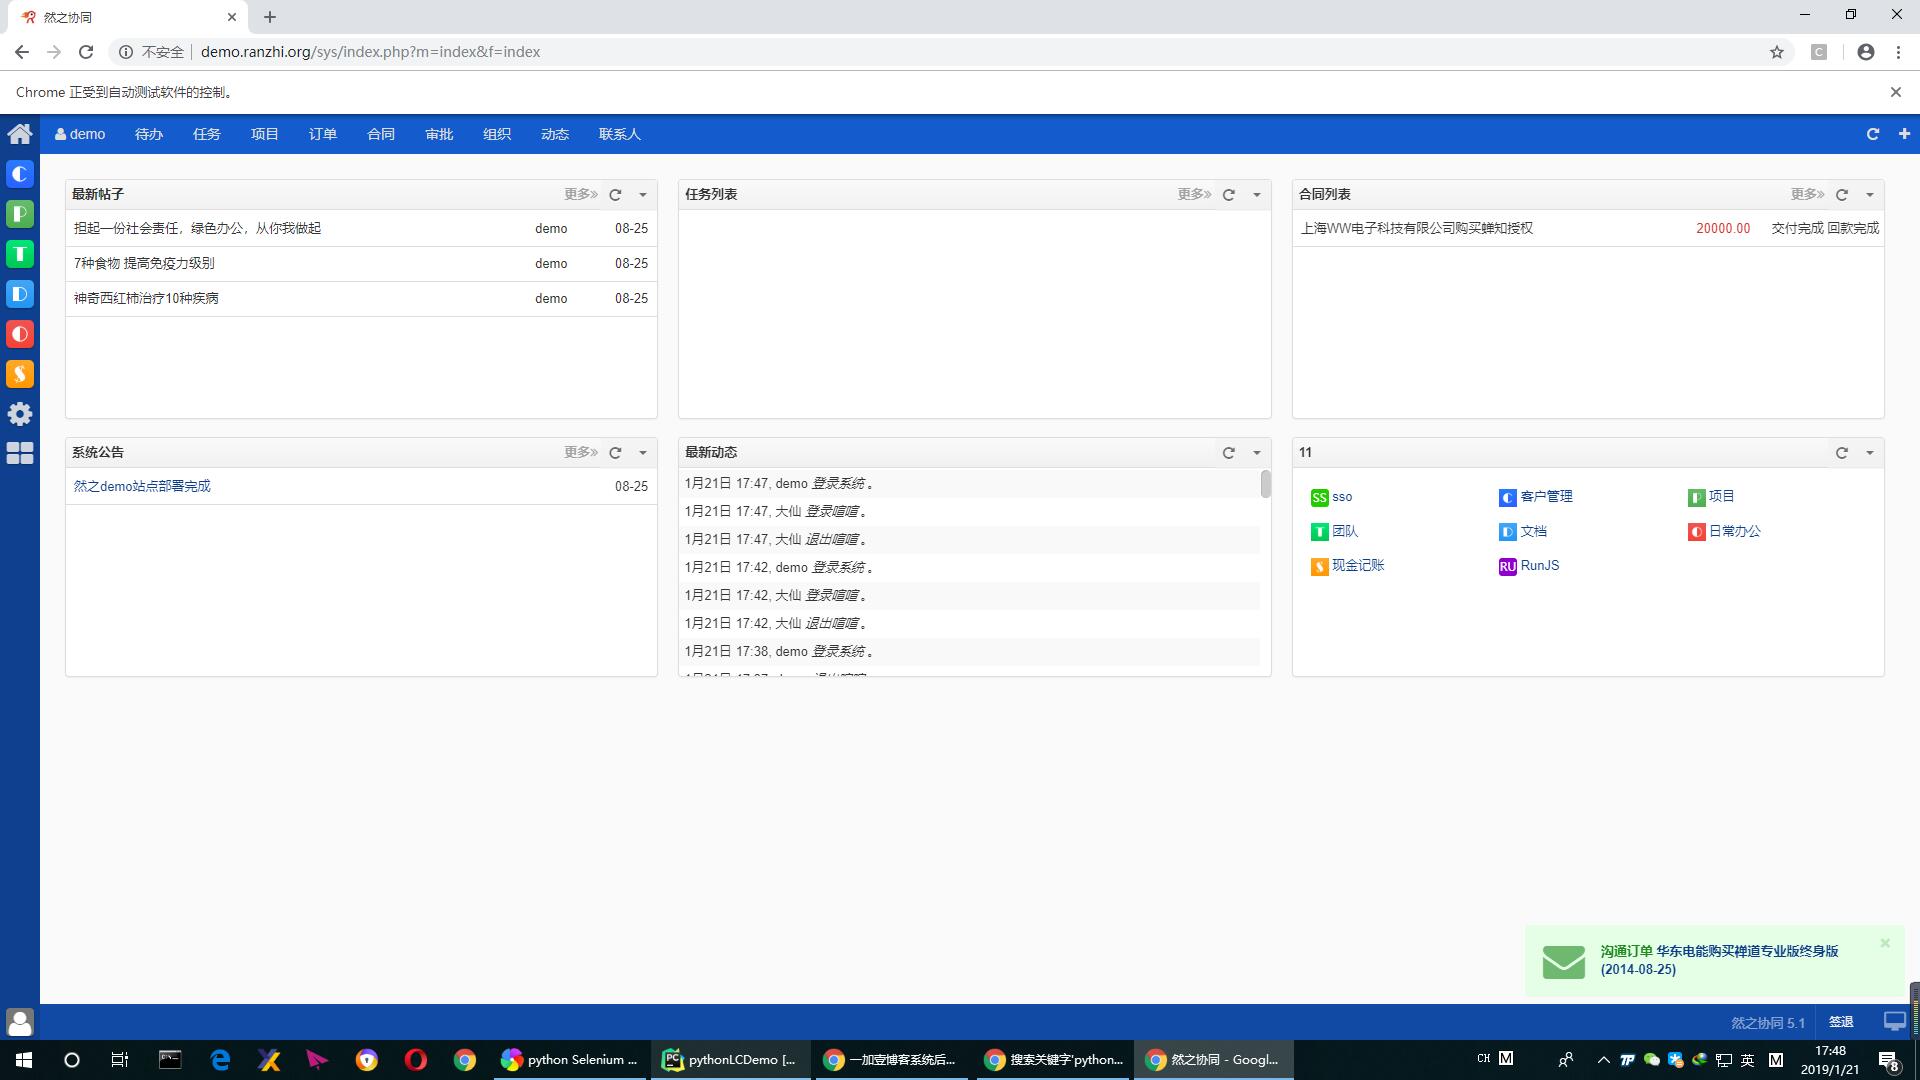 然之协同
不安全 demo.ranzhi.org/sys/index.php?m=index&f=index
Chrome 正受到自动测试软件的控制。
demo 待办 任务 项目 订单 合同 审批 组织 动态 联系人
最新帖子 更多»
担起一份社会责任，绿色办公，从你我做起 demo 08-25
7种食物 提高免疫力级别 demo 08-25
神奇西红柿治疗10种疾病 demo 08-25
任务列表 更多»
合同列表 更多»
上海WW电子科技有限公司购买蝉知授权 20000.00 交付完成 回款完成
系统公告 更多»
然之demo站点部署完成 08-25
最新动态
1月21日 17:47, demo 登录系统。
1月21日 17:47, 大仙 登录喧喧。
1月21日 17:47, 大仙 退出喧喧。
1月21日 17:42, demo 登录系统。
1月21日 17:42, 大仙 登录喧喧。
1月21日 17:42, 大仙 退出喧喧。
1月21日 17:38, demo 登录系统。
11
SS sso 客户管理 P 项目
T 团队 D 文档 日常办公
现金记账 RU RunJS
沟通订单 华东电能购买禅道专业版终身版
(2014-08-25)
然之协同 5.1 签退
python Selenium ... pythonLCDemo [... 一加壹博客系统后... 搜索关键字'python... 然之协同 - Googl... CH M 英 M
17:48
2019/1/21
8